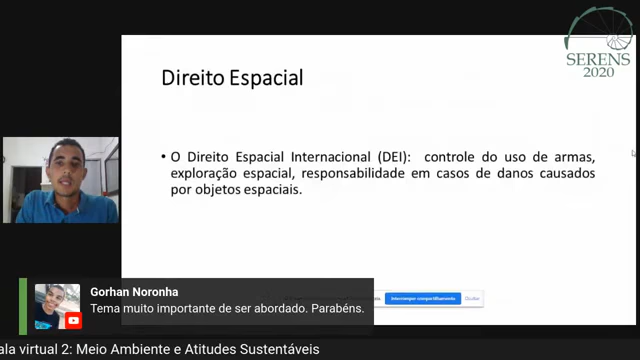 SERENS
2020
Direito Espacial
• O Direito Espacial Internacional (DEI): controle do uso de armas,
exploração espacial, responsabilidade em casos de danos causados
por objetos espaciais.
Interromper compartilhamento
Ocultar
Gorhan Noronha
Tema muito importante de ser abordado. Parabéns.
ala virtual 2: Meio Ambiente e Atitudes Sustentáveis